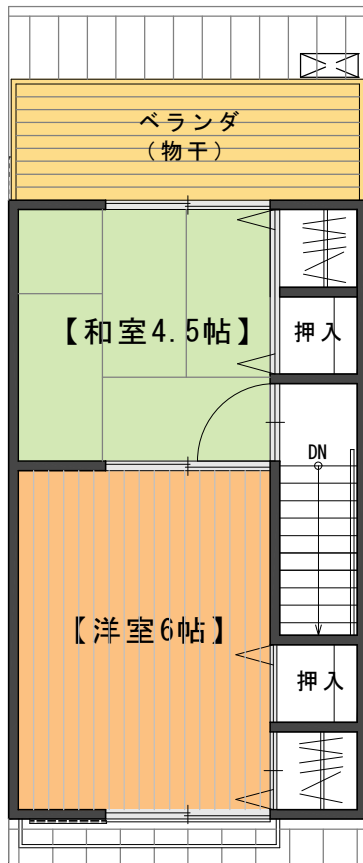 ベランダ
(物干)
【和室4.5帖】
押入
DN
【洋室6帖】
押入